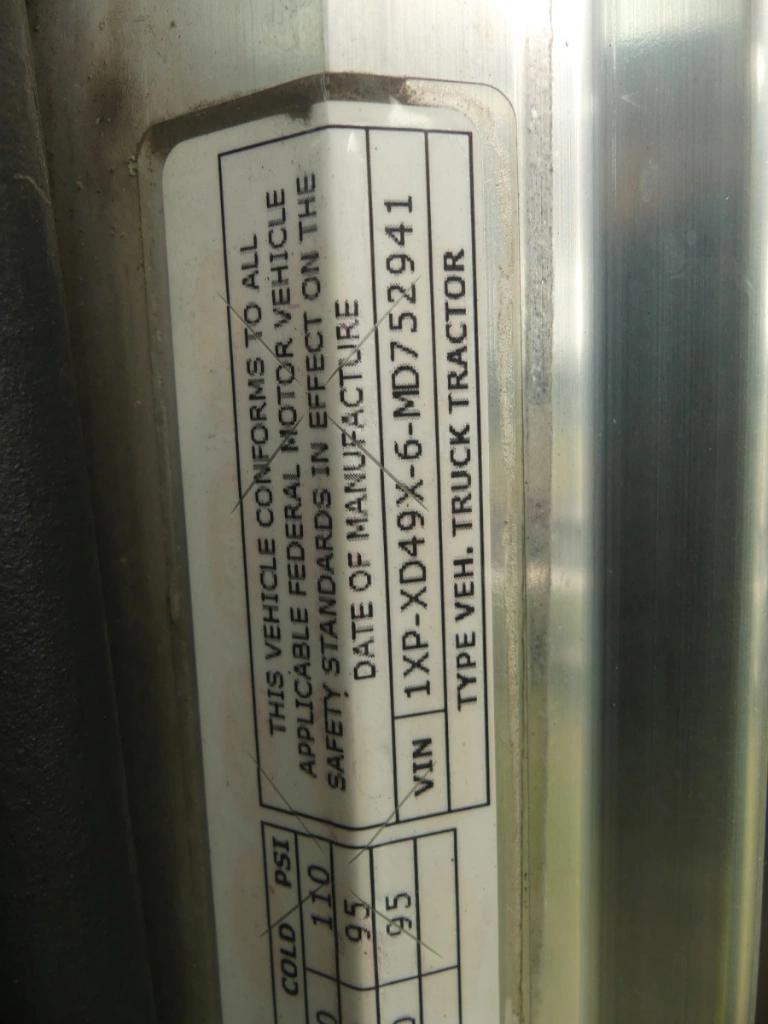 THIS VEHICLE CONFORMS TO ALL
APPLICABLE FEDERAL MOTOR VEHICLE
SAFETY STANDARDS IN EFFECT ON THE
DATE OF MANUFACTURE
VIN 1XP-XD49X-6-MD752941
TYPE VEH. TRUCK TRACTOR
COLD PSI
110
95
95